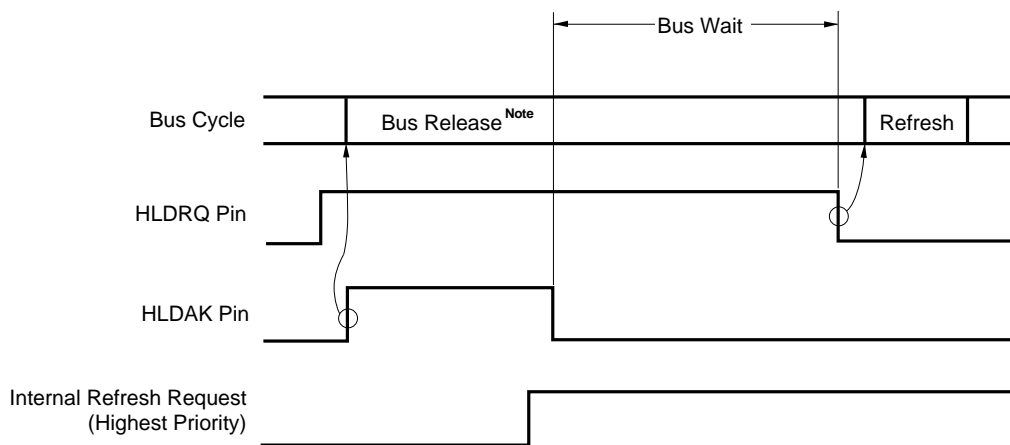 Bus Wait
Bus Cycle
Bus Release Note
Refresh
HLDRQ Pin
HLDAK Pin
Internal Refresh Request
(Highest Priority)